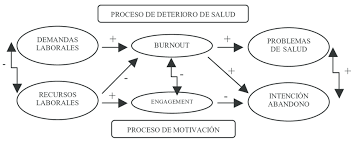 PROCESO DE DETERIORO DE SALUD
DEMANDAS
LABORALES
+
BURNOUT
+
PROBLEMAS
DE SALUD
-
-
-
+
+
RECURSOS
LABORALES
+
ENGAGEMENT
-
INTENCIÓN
ABANDONO
PROCESO DE MOTIVACIÓN